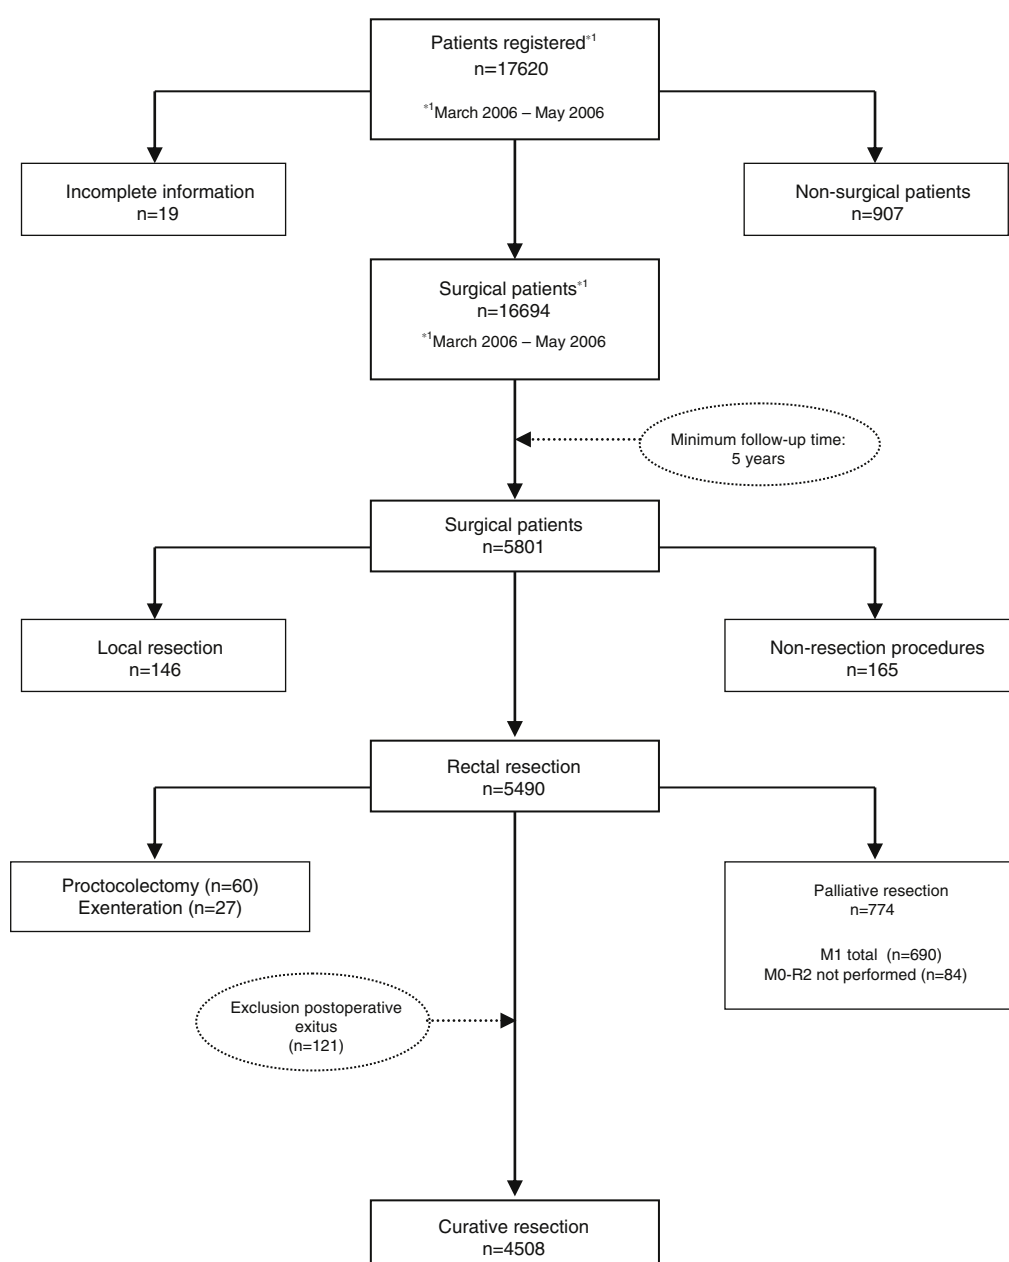 Patients registered*1
n=17620
*1March 2006 – May 2006
Incomplete information
n=19
Non-surgical patients
n=907
Surgical patients*1
n=16694
*1March 2006 – May 2006
Minimum follow-up time:
5 years
Surgical patients
n=5801
Local resection
n=146
Non-resection procedures
n=165
Rectal resection
n=5490
Proctocolectomy (n=60)
Exenteration (n=27)
Palliative resection
n=774
M1 total (n=690)
M0-R2 not performed (n=84)
Exclusion postoperative
exitus
(n=121)
Curative resection
n=4508